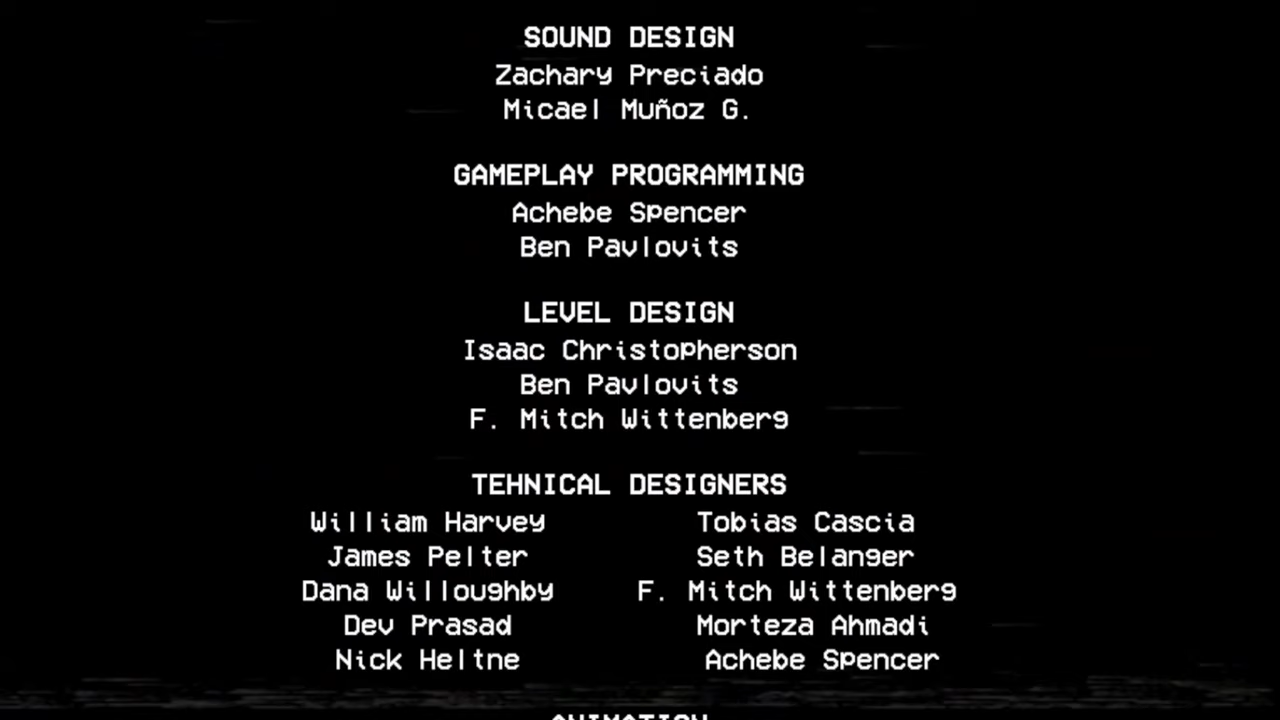 SOUND DESIGN
Zachary Preciado
Micael Muñoz G.
GAMEPLAY PROGRAMMING
Achebe Spencer
Ben Pavlovits
LEVEL DESIGN
Isaac Christopherson
Ben Pavlovits
F. Mitch Wittenberg
TEHNICAL DESIGNERS
William Harvey Tobias Cascia
James Pelter Seth Belanger
Dana Willoughby F. Mitch Wittenberg
Dev Prasad Morteza Ahmadi
Nick Heltne Achebe Spencer
ANIMATION